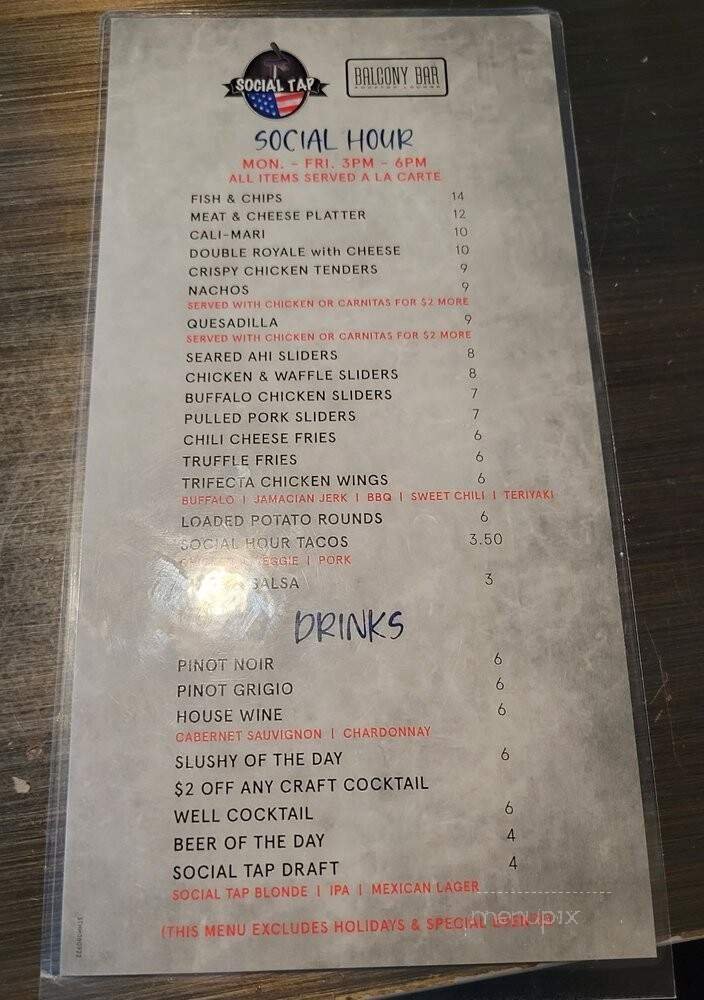 SOCIAL TAP
BALCONY BAR
ROOFTOP LOUNGE
SOCIAL HOUR
MON. - FRI. 3PM - 6PM
ALL ITEMS SERVED A LA CARTE
FISH & CHIPS 14
MEAT & CHEESE PLATTER 12
CALI-MARI 10
DOUBLE ROYALE with CHEESE 10
CRISPY CHICKEN TENDERS 9
NACHOS 9
SERVED WITH CHICKEN OR CARNITAS FOR $2 MORE
QUESADILLA 9
SERVED WITH CHICKEN OR CARNITAS FOR $2 MORE
SEARED AHI SLIDERS 8
CHICKEN & WAFFLE SLIDERS 8
BUFFALO CHICKEN SLIDERS 7
PULLED PORK SLIDERS 7
CHILI CHEESE FRIES 6
TRUFFLE FRIES 6
TRIFECTA CHICKEN WINGS 6
BUFFALO | JAMACIAN JERK | BBQ | SWEET CHILI | TERIYAKI
LOADED POTATO ROUNDS 6
SOCIAL HOUR TACOS 3.50
VEGGIE | PORK
SALSA 3
DRINKS
PINOT NOIR 6
PINOT GRIGIO 6
HOUSE WINE 6
CABERNET SAUVIGNON | CHARDONNAY
SLUSHY OF THE DAY 6
$2 OFF ANY CRAFT COCKTAIL
WELL COCKTAIL 6
BEER OF THE DAY 4
SOCIAL TAP DRAFT 4
SOCIAL TAP BLONDE | IPA | MEXICAN LAGER
menupix
(THIS MENU EXCLUDES HOLIDAYS & SPECIAL EVENTS)